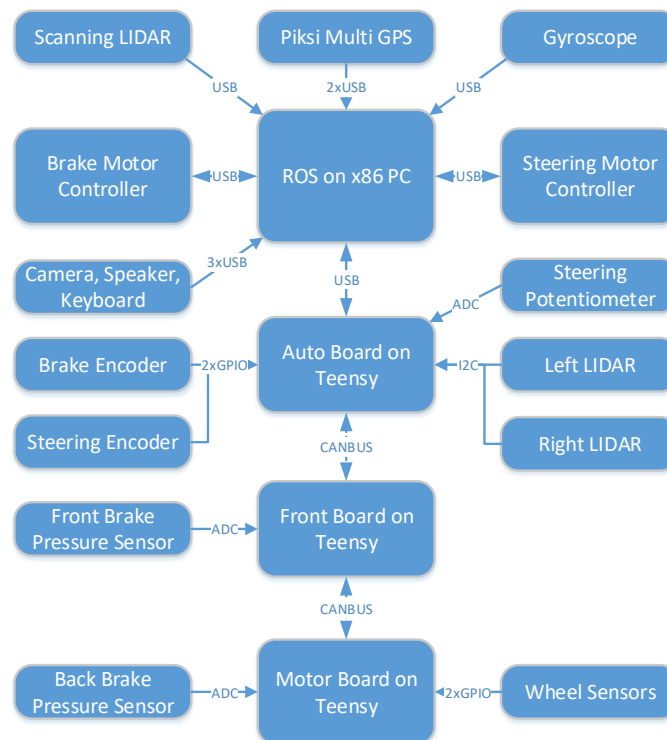 Scanning LIDAR
Piksi Multi GPS
Gyroscope
USB
2xUSB
USB
Brake Motor
Controller
USB
ROS on x86 PC
USB
Steering Motor
Controller
Camera, Speaker,
Keyboard
3xUSB
USB
Steering
Potentiometer
ADC
Brake Encoder
2xGPIO
Auto Board on
Teensy
I2C
Left LIDAR
Steering Encoder
Right LIDAR
CANBUS
Front Brake
Pressure Sensor
ADC
Front Board on
Teensy
CANBUS
Back Brake
Pressure Sensor
ADC
Motor Board on
Teensy
2xGPIO
Wheel Sensors